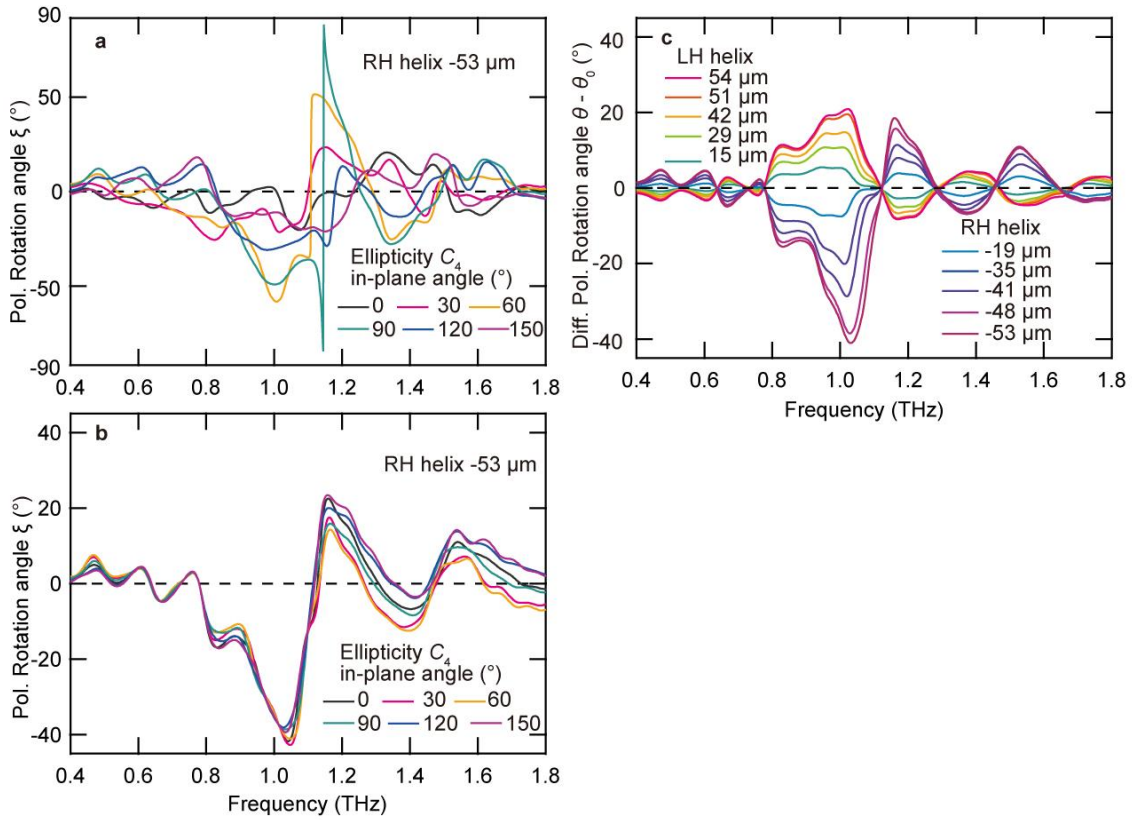 a
RH helix -53 μm
Pol. Rotation angle ξ (°)
90
50
0
-50
-90
Ellipticity C4
in-plane angle (°)
0 30 60
90 120 150
0.4 0.6 0.8 1.0 1.2 1.4 1.6 1.8
b
RH helix -53 μm
Pol. Rotation angle ξ (°)
40
20
0
-20
-40
Ellipticity C4
in-plane angle (°)
0 30 60
90 120 150
0.4 0.6 0.8 1.0 1.2 1.4 1.6 1.8
Frequency (THz)
c
LH helix
54 μm
51 μm
42 μm
29 μm
15 μm
Diff. Pol. Rotation angle θ - θ0 (°)
40
20
0
-20
-40
RH helix
-19 μm
-35 μm
-41 μm
-48 μm
-53 μm
0.4 0.6 0.8 1.0 1.2 1.4 1.6 1.8
Frequency (THz)